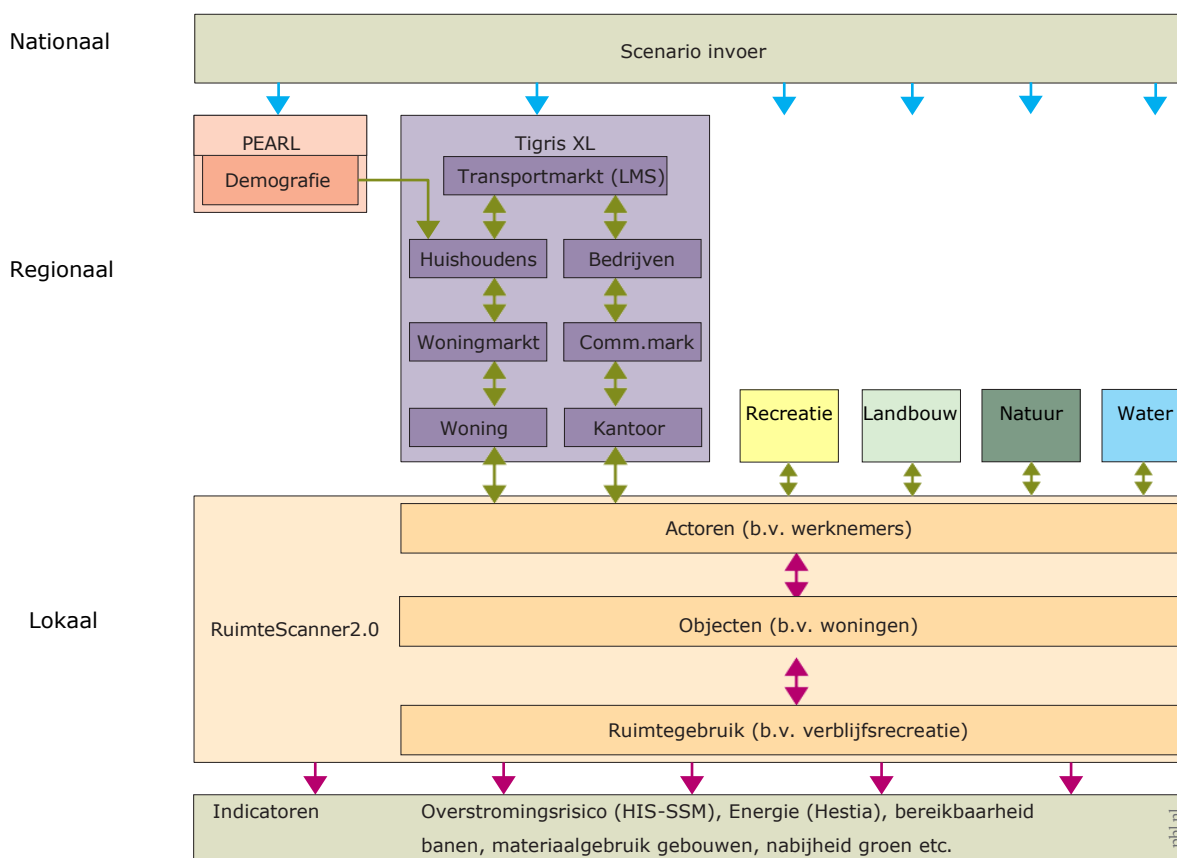 Nationaal
Scenario invoer
PEARL
Demografie
Tigris XL
Transportmarkt (LMS)
Huishoudens
Bedrijven
Regionaal
Woningmarkt
Comm.mark
Woning
Kantoor
Recreatie
Landbouw
Natuur
Water
Actoren (b.v. werknemers)
Lokaal
RuimteScanner2.0
Objecten (b.v. woningen)
Ruimtegebruik (b.v. verblijfsrecreatie)
Indicatoren
Overstromingsrisico (HIS-SSM), Energie (Hestia), bereikbaarheid
banen, materiaalgebruik gebouwen, nabijheid groen etc.
pbl.nl